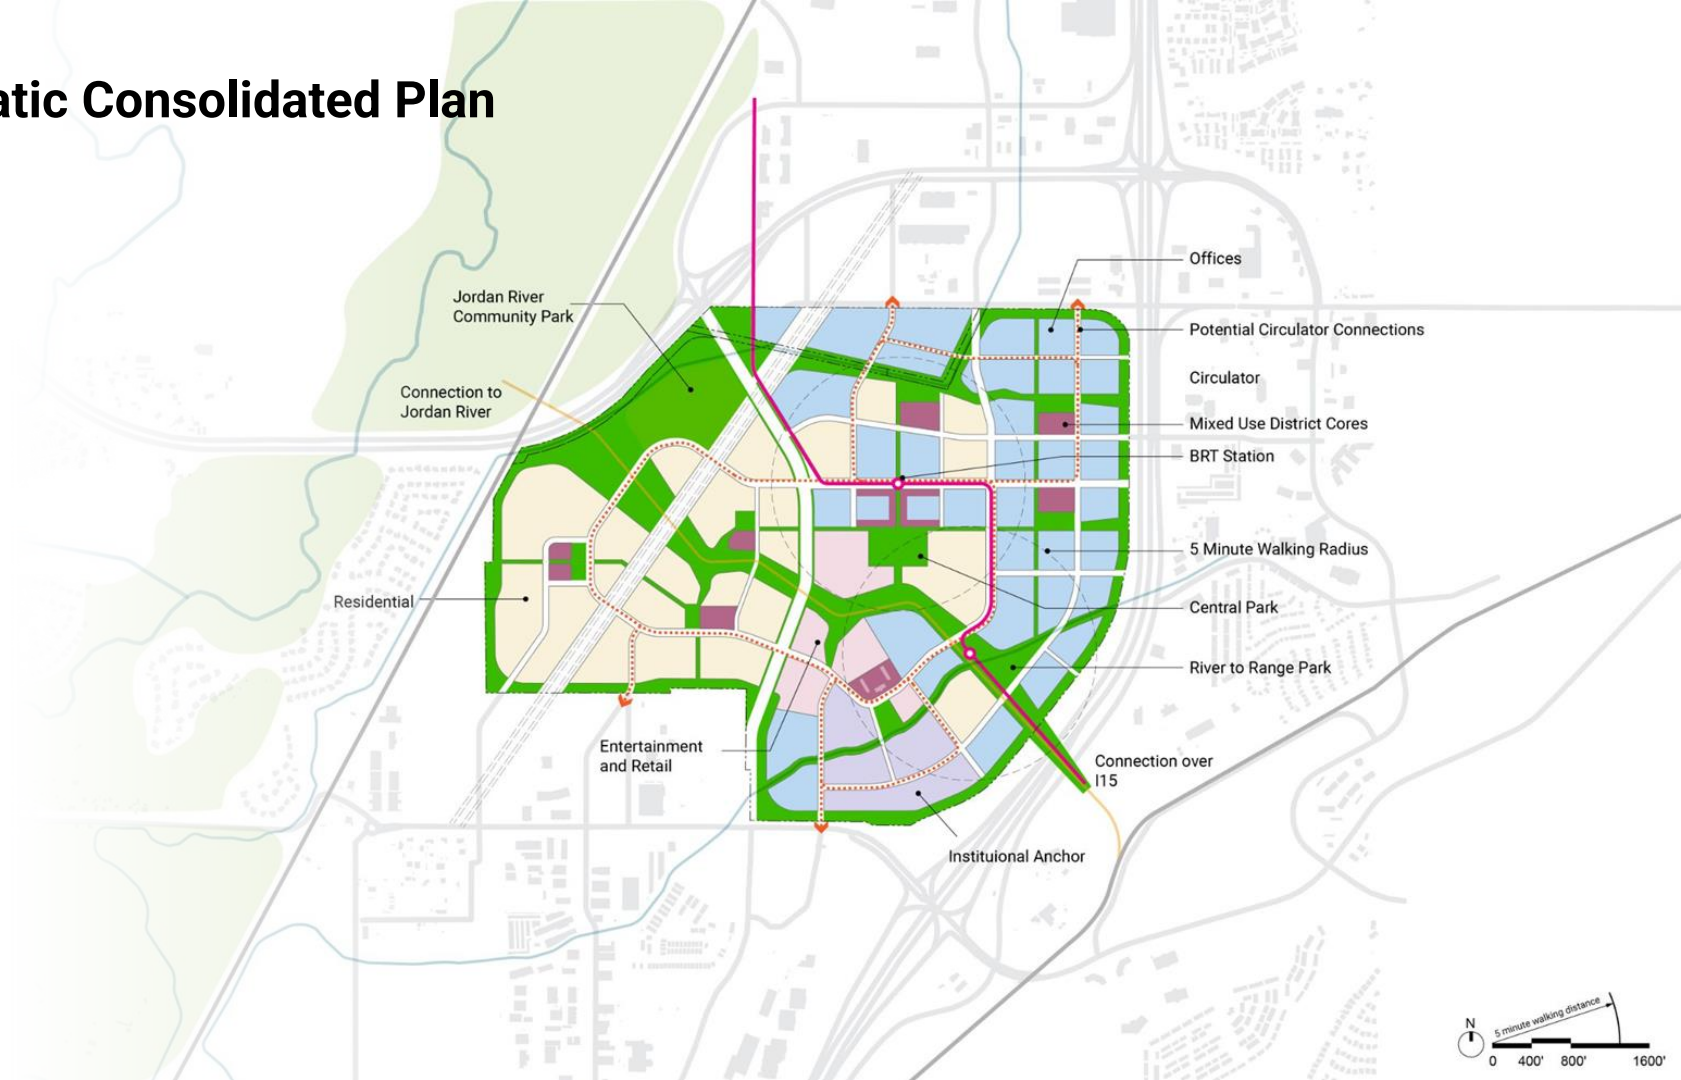 atic Consolidated Plan
Offices
Jordan River
Community Park
Potential Circulator Connections
Circulator
Connection to
Jordan River
Mixed Use District Cores
BRT Station
5 Minute Walking Radius
Residential
Central Park
River to Range Park
Entertainment
and Retail
Connection over
I15
Instituional Anchor
N
5 minute walking distance
0 400' 800' 1600'